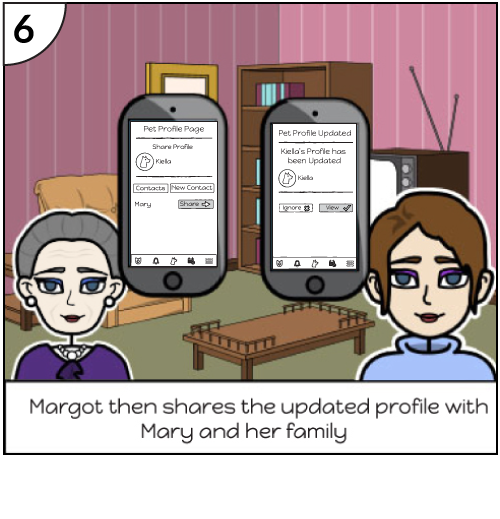 6
Pet Profile Page
Share Profile
Kiella
Contacts New Contact
Mary Share
Pet Profile Updated
Kiella's Profile has
been Updated
Kiella
Ignore View
Margot then shares the updated profile with
Mary and her family